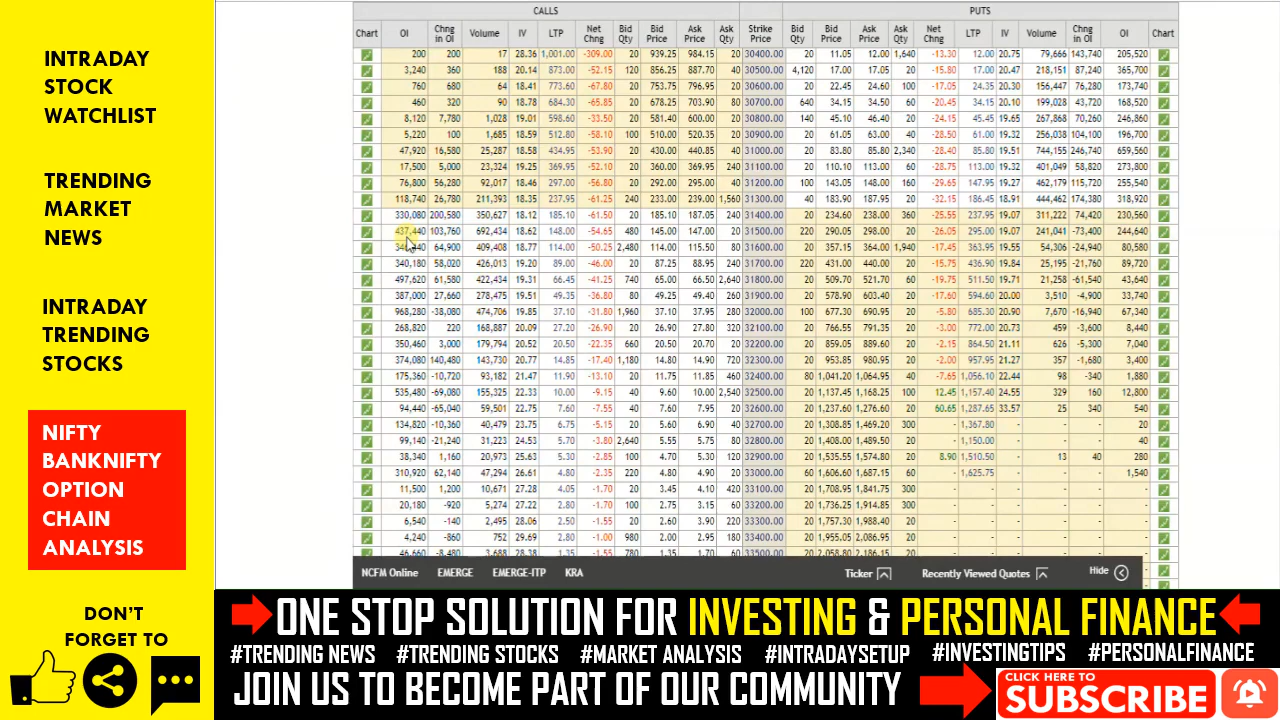 INTRADAY
STOCK
WATCHLIST
TRENDING
MARKET
NEWS
INTRADAY
TRENDING
STOCKS
NIFTY
BANKNIFTY
OPTION
CHAIN
ANALYSIS
DON'T
FORGET TO
CALLS PUTS
Chart OI Chng in OI Volume IV LTP Net Chng Bid Qty Bid Price Ask Price Ask Qty Strike Price Bid Qty Bid Price Ask Price Ask Qty Net Chng LTP IV Volume Chng in OI OI Chart
200 200 17 28.36 1,001.00 -309.00 20 939.25 984.15 20 30400.00 20 11.05 12.00 1,640 -13.30 12.00 20.75 79,666 143,740 205,520
3,240 360 188 20.14 873.00 -52.15 120 856.25 887.70 40 30500.00 4,120 17.00 17.05 20 -15.80 17.00 20.47 218,151 87,240 365,700
760 680 64 18.41 773.60 -67.80 20 753.75 796.95 20 30600.00 20 22.45 24.60 100 -17.05 24.35 20.30 156,447 76,280 173,740
460 320 90 18.78 684.30 -65.85 20 678.25 703.90 80 30700.00 640 34.15 34.50 60 -20.45 34.15 20.10 199,028 43,720 168,520
8,120 7,780 1,028 19.01 598.60 -33.50 20 581.40 600.00 20 30800.00 140 45.10 46.40 20 -24.15 45.45 19.65 267,868 70,260 246,860
5,220 100 1,685 18.59 512.80 -58.10 100 510.00 520.35 20 30900.00 20 61.05 63.00 40 -28.50 61.00 19.32 256,038 104,100 196,700
47,920 16,580 25,287 18.58 434.95 -53.90 20 430.00 440.85 40 31000.00 20 83.80 85.80 2,340 -28.40 85.80 19.51 744,155 246,740 659,560
17,500 5,000 23,324 19.25 369.95 -52.10 20 360.00 369.95 240 31100.00 20 110.10 113.00 60 -28.75 113.00 19.32 401,049 58,820 273,800
76,800 56,280 92,017 18.46 297.00 -56.80 20 292.00 295.00 40 31200.00 100 143.05 148.00 160 -29.65 147.95 19.27 462,179 115,720 255,540
118,740 26,780 211,393 18.35 237.95 -61.25 240 233.00 239.00 1,560 31300.00 40 183.90 187.95 20 -32.15 186.45 18.91 444,462 174,380 318,920
330,080 200,580 350,627 18.12 185.10 -61.50 20 185.10 187.05 240 31400.00 20 234.60 238.00 360 -25.55 237.95 19.07 311,222 74,420 230,560
437,440 103,760 692,434 18.62 148.00 -54.65 480 145.00 147.00 20 31500.00 220 290.05 298.00 20 -26.05 295.00 19.07 241,041 -73,400 244,640
64,900 409,408 18.77 114.00 -50.25 2,480 114.00 115.50 80 31600.00 20 357.15 364.00 1,940 -17.45 363.95 19.55 54,306 -24,940 80,580
340,180 58,020 426,013 19.20 89.00 -46.00 20 87.25 88.95 240 31700.00 220 431.00 440.00 20 -15.75 436.90 19.84 25,195 -21,760 89,720
497,620 61,580 422,434 19.31 66.45 -41.25 740 65.00 66.50 2,640 31800.00 20 509.70 521.70 60 -19.75 511.50 19.71 21,258 -61,540 43,640
387,000 27,660 278,475 19.51 49.35 -36.80 80 49.25 49.40 260 31900.00 20 578.90 603.40 20 -17.60 594.60 20.00 3,510 -4,900 33,740
968,280 -38,080 474,706 19.85 37.10 -31.80 1,960 37.10 37.95 280 32000.00 100 677.30 690.95 20 -5.80 685.30 20.90 7,670 -16,940 67,340
268,820 220 168,887 20.09 27.20 -26.90 20 26.90 27.80 320 32100.00 20 766.55 791.35 20 -3.00 772.00 20.73 459 -3,600 8,440
350,460 3,000 179,794 20.52 20.50 -22.35 660 20.50 20.70 20 32200.00 20 859.05 889.60 20 -2.15 864.50 21.11 626 -5,300 7,040
374,080 140,480 143,730 20.77 14.85 -17.40 1,180 14.80 14.90 720 32300.00 20 953.85 980.95 20 -2.00 957.95 21.27 357 -1,680 3,400
175,360 -10,720 93,182 21.47 11.90 -13.10 20 11.75 11.85 460 32400.00 80 1,041.20 1,064.95 40 -7.65 1,056.10 22.44 98 -340 1,880
535,480 -69,080 155,325 22.33 10.00 -9.15 40 9.60 10.00 2,540 32500.00 20 1,137.45 1,168.25 100 12.45 1,157.40 24.55 329 160 12,800
94,440 -65,040 59,501 22.75 7.60 -7.55 40 7.60 7.95 20 32600.00 20 1,237.60 1,276.60 20 60.65 1,287.65 33.57 25 340 540
134,820 -10,360 40,479 23.75 6.75 -5.15 20 5.60 6.90 40 32700.00 20 1,308.85 1,469.20 300 - 1,367.80 - - - 20
99,140 -21,240 31,223 24.53 5.70 -3.80 2,640 5.55 5.75 80 32800.00 20 1,408.00 1,489.50 20 - 1,150.00 - - - 40
38,340 1,160 20,973 25.63 5.30 -2.85 100 4.70 5.30 120 32900.00 20 1,535.55 1,574.80 20 8.90 1,510.50 - 13 40 280
310,920 62,140 47,294 26.61 4.80 -2.35 220 4.80 4.90 20 33000.00 60 1,606.60 1,687.15 60 - 1,625.75 - - - 1,540
11,500 1,200 10,671 27.28 4.05 -1.70 20 3.45 4.10 420 33100.00 20 1,708.95 1,841.75 300 - - - - - -
20,180 -920 5,274 27.22 2.80 -1.70 100 2.75 3.15 60 33200.00 20 1,736.25 1,914.85 300 - - - - - -
6,540 -140 2,495 28.06 2.50 -1.55 20 2.60 3.90 220 33300.00 20 1,757.30 1,988.40 20 - - - - - -
4,240 -860 752 29.69 2.80 -1.00 980 2.00 2.95 180 33400.00 20 1,855.05 2,086.95 20 - - - - - -
46,660 -8,480 3,688 28.38 1.35 -1.55 780 1.35 1.70 60 33500.00 20 2,058.80 2,186.15 20 - - - - - -
NCFM Online EMERGE EMERGE-ITP KRA Ticker Recently Viewed Quotes Hide
ONE STOP SOLUTION FOR INVESTING & PERSONAL FINANCE
#TRENDING NEWS #TRENDING STOCKS #MARKET ANALYSIS #INTRADAYSETUP #INVESTINGTIPS #PERSONALFINANCE
JOIN US TO BECOME PART OF OUR COMMUNITY
CLICK HERE TO
SUBSCRIBE